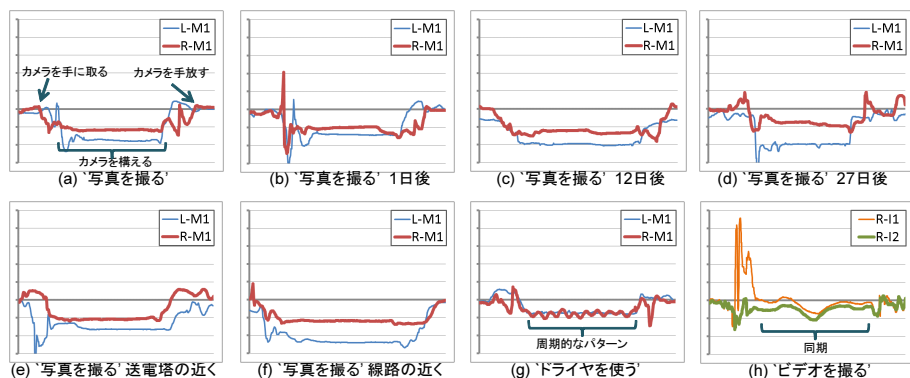 L-M1
R-M1
カメラを手に取る
カメラを手放す
カメラを構える
(a) `写真を撮る'
L-M1
R-M1
(b) `写真を撮る' 1日後
L-M1
R-M1
(c) `写真を撮る' 12日後
L-M1
R-M1
(d) `写真を撮る' 27日後
L-M1
R-M1
(e) `写真を撮る' 送電塔の近く
L-M1
R-M1
(f) `写真を撮る' 線路の近く
L-M1
R-M1
周期的なパターン
(g) `ドライヤを使う'
R-I1
R-I2
同期
(h) `ビデオを撮る'